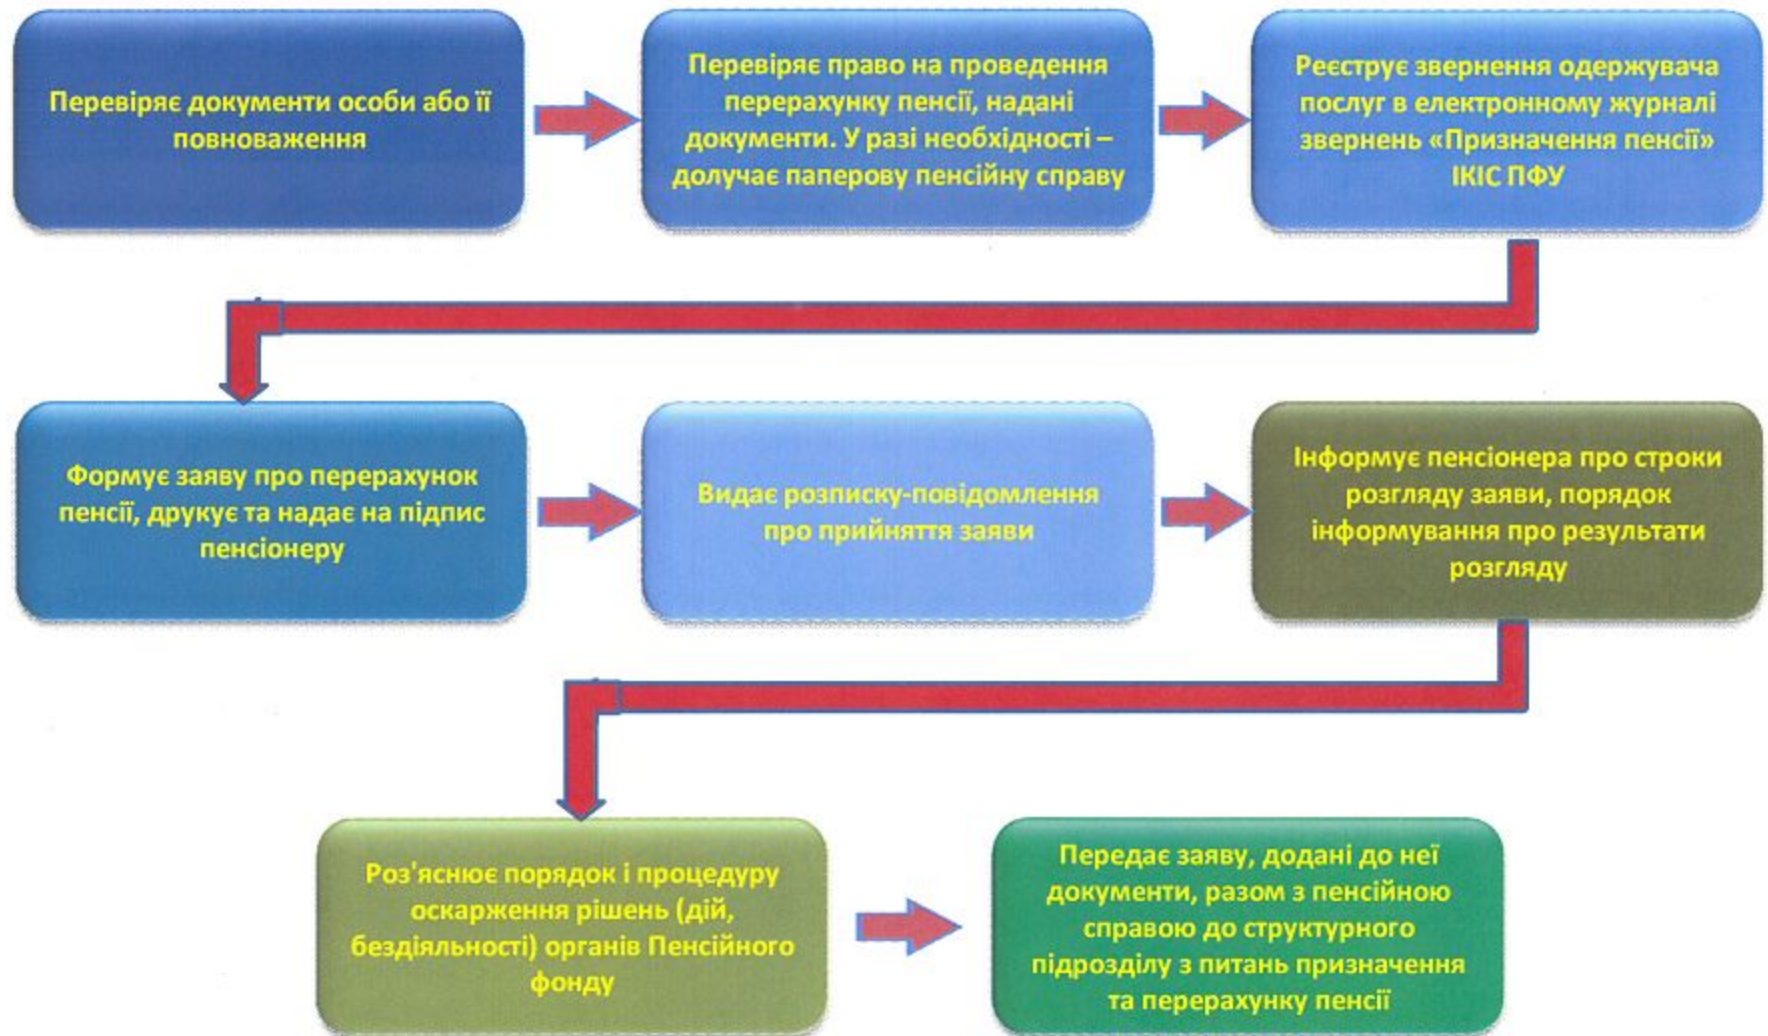 Перевіряє документи особи або її
повноваження
Перевіряє право на проведення
перерахунку пенсії, надані
документи. У разі необхідності –
долучає паперову пенсійну справу
Реєструє звернення одержувача
послуг в електронному журналі
звернень «Призначення пенсії»
ІКІС ПФУ
Формує заяву про перерахунок
пенсії, друкує та надає на підпис
пенсіонеру
Видає розписку-повідомлення
про прийняття заяви
Інформує пенсіонера про строки
розгляду заяви, порядок
інформування про результати
розгляду
Роз'яснює порядок і процедуру
оскарження рішень (дій,
бездіяльності) органів Пенсійного
фонду
Передає заяву, додані до неї
документи, разом з пенсійною
справою до структурного
підрозділу з питань призначення
та перерахунку пенсії